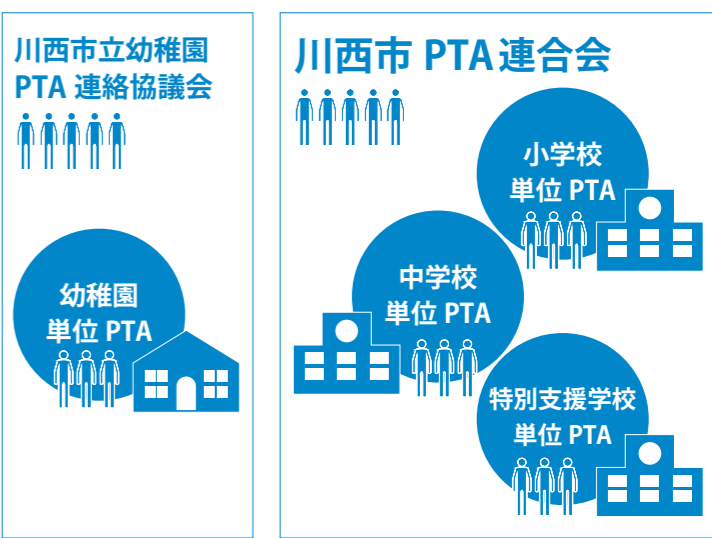 川西市立幼稚園
PTA 連絡協議会
幼稚園
単位 PTA
川西市 PTA 連合会
小学校
単位 PTA
中学校
単位 PTA
特別支援学校
単位 PTA